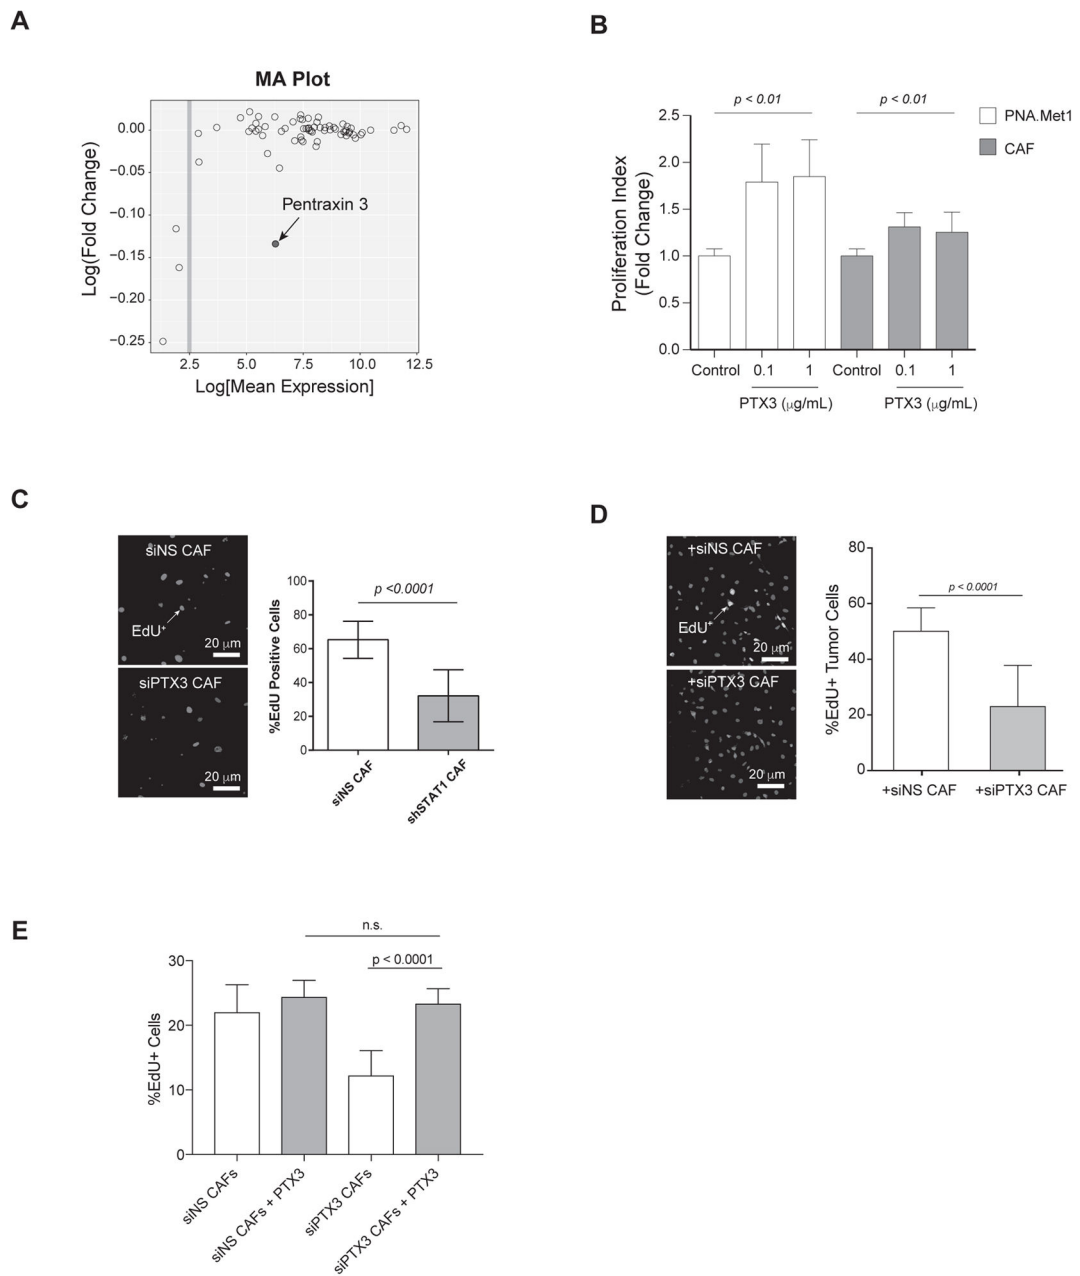 A
MA Plot
Log(Fold Change)
0.00
−0.05
−0.10
−0.15
−0.20
−0.25
Pentraxin 3
2.5 5.0 7.5 10.0 12.5
Log[Mean Expression]
B
Proliferation Index
(Fold Change)
2.5
2.0
1.5
1.0
0.5
0.0
p < 0.01
p < 0.01
PNA.Met1
CAF
Control 0.1 1 Control 0.1 1
PTX3 (μg/mL) PTX3 (μg/mL)
C
siNS CAF
EdU+
20 μm
siPTX3 CAF
20 μm
%EdU Positive Cells
100
80
60
40
20
0
p <0.0001
siNS CAF
shSTAT1 CAF
D
+siNS CAF
EdU+
20 μm
+siPTX3 CAF
20 μm
%EdU+ Tumor Cells
80
60
40
20
0
p < 0.0001
+siNS CAF +siPTX3 CAF
E
n.s.
p < 0.0001
%EdU+ Cells
30
20
10
0
siNS CAFs
siNS CAFs + PTX3
siPTX3 CAFs
siPTX3 CAFs + PTX3